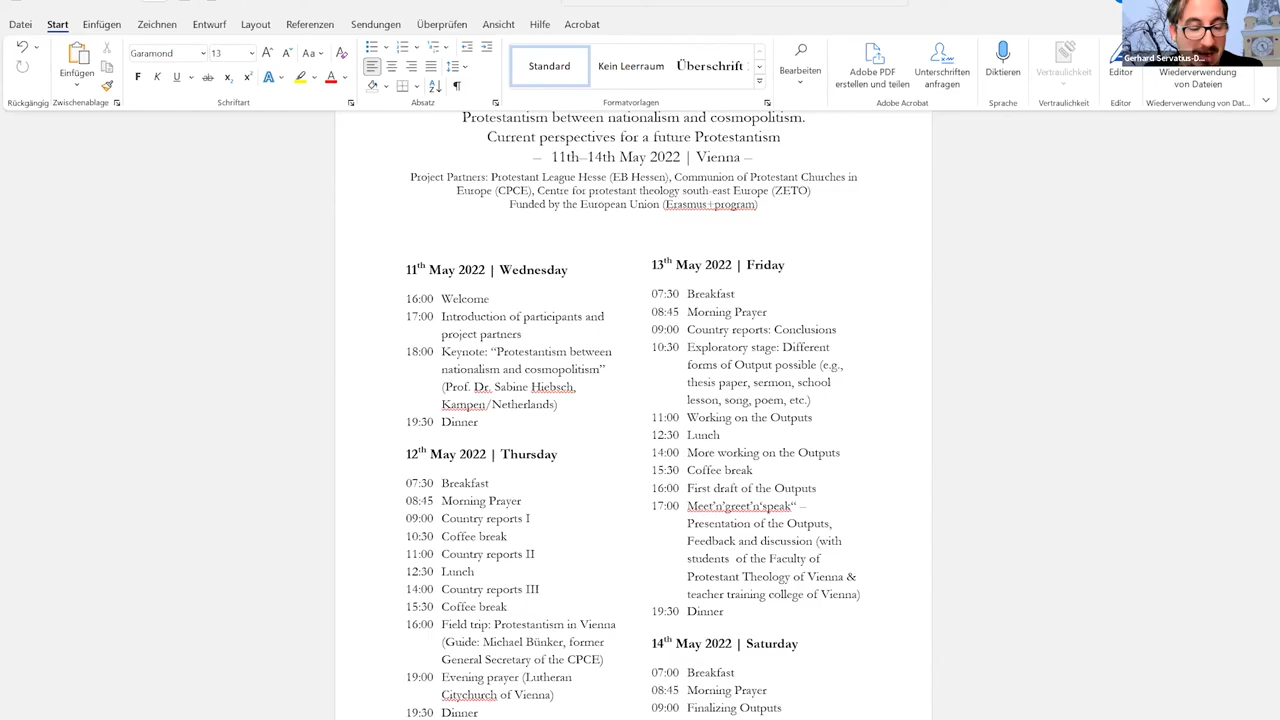 Datei Start Einfügen Zeichnen Entwurf Layout Referenzen Sendungen Überprüfen Ansicht Hilfe Acrobat
Garamond 13
Einfügen
F K U ab x₂ x² A A
Standard Kein Leerraum Überschrift
Bearbeiten
Adobe PDF erstellen und teilen
Unterschriften anfragen
Diktieren
Vertraulichkeit
Editor
Wiederverwendung von Dateien
Gerhard Servatius-D...
Rückgängig Zwischenablage Schriftart Absatz Formatvorlagen Adobe Acrobat Sprache Vertraulichkeit Editor Wiederverwendung von Dat...
Protestantism between nationalism and cosmopolitism.
Current perspectives for a future Protestantism
– 11th–14th May 2022 | Vienna –
Project Partners: Protestant League Hesse (EB Hessen), Communion of Protestant Churches in
Europe (CPCE), Centre for protestant theology south-east Europe (ZETO)
Funded by the European Union (Erasmus+program)
11th May 2022 | Wednesday
16:00 Welcome
17:00 Introduction of participants and
project partners
18:00 Keynote: “Protestantism between
nationalism and cosmopolitism”
(Prof. Dr. Sabine Hiebsch,
Kampen/Netherlands)
19:30 Dinner
12th May 2022 | Thursday
07:30 Breakfast
08:45 Morning Prayer
09:00 Country reports I
10:30 Coffee break
11:00 Country reports II
12:30 Lunch
14:00 Country reports III
15:30 Coffee break
16:00 Field trip: Protestantism in Vienna
(Guide: Michael Bünker, former
General Secretary of the CPCE)
19:00 Evening prayer (Lutheran
Citychurch of Vienna)
19:30 Dinner
13th May 2022 | Friday
07:30 Breakfast
08:45 Morning Prayer
09:00 Country reports: Conclusions
10:30 Exploratory stage: Different
forms of Output possible (e.g.,
thesis paper, sermon, school
lesson, song, poem, etc.)
11:00 Working on the Outputs
12:30 Lunch
14:00 More working on the Outputs
15:30 Coffee break
16:00 First draft of the Outputs
17:00 Meet’n’greet’n‘speak“ –
Presentation of the Outputs,
Feedback and discussion (with
students of the Faculty of
Protestant Theology of Vienna &
teacher training college of Vienna)
19:30 Dinner
14th May 2022 | Saturday
07:00 Breakfast
08:45 Morning Prayer
09:00 Finalizing Outputs